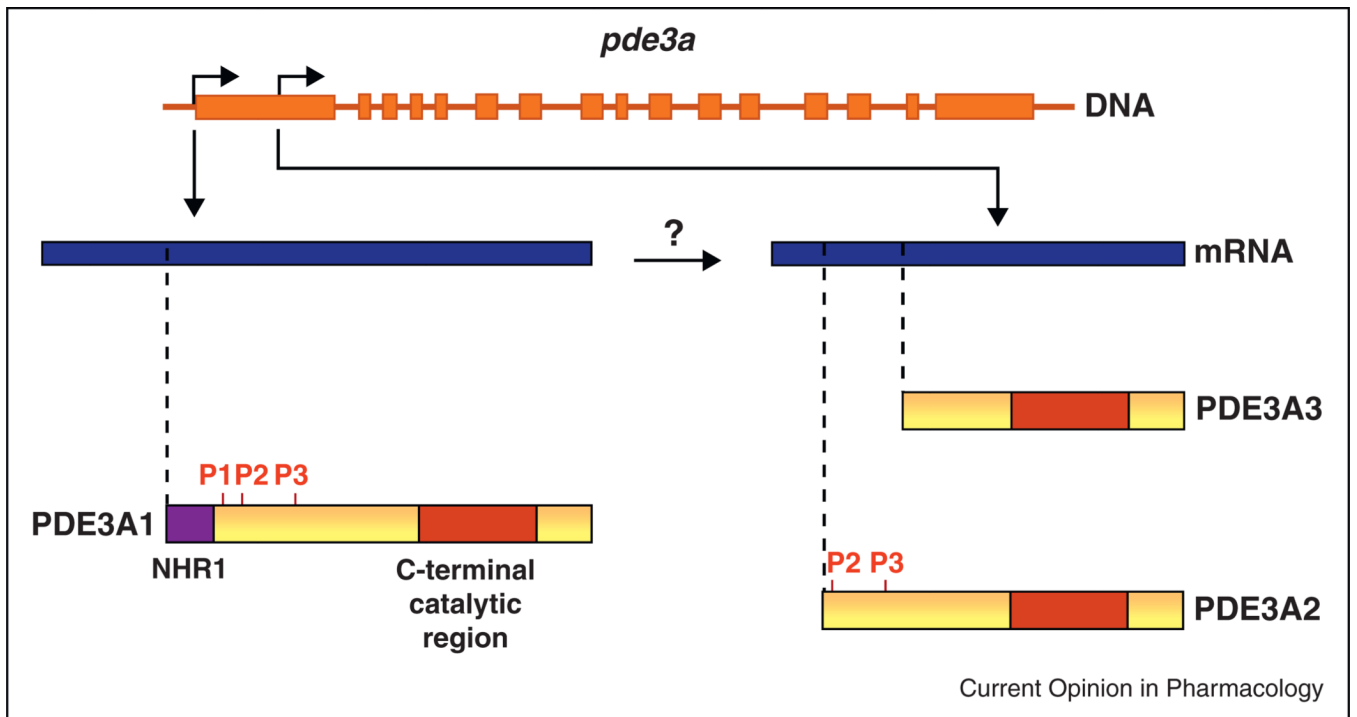 pde3a
DNA
?
mRNA
PDE3A3
P1 P2 P3
PDE3A1
NHR1
C-terminal
catalytic
region
P2 P3
PDE3A2
Current Opinion in Pharmacology